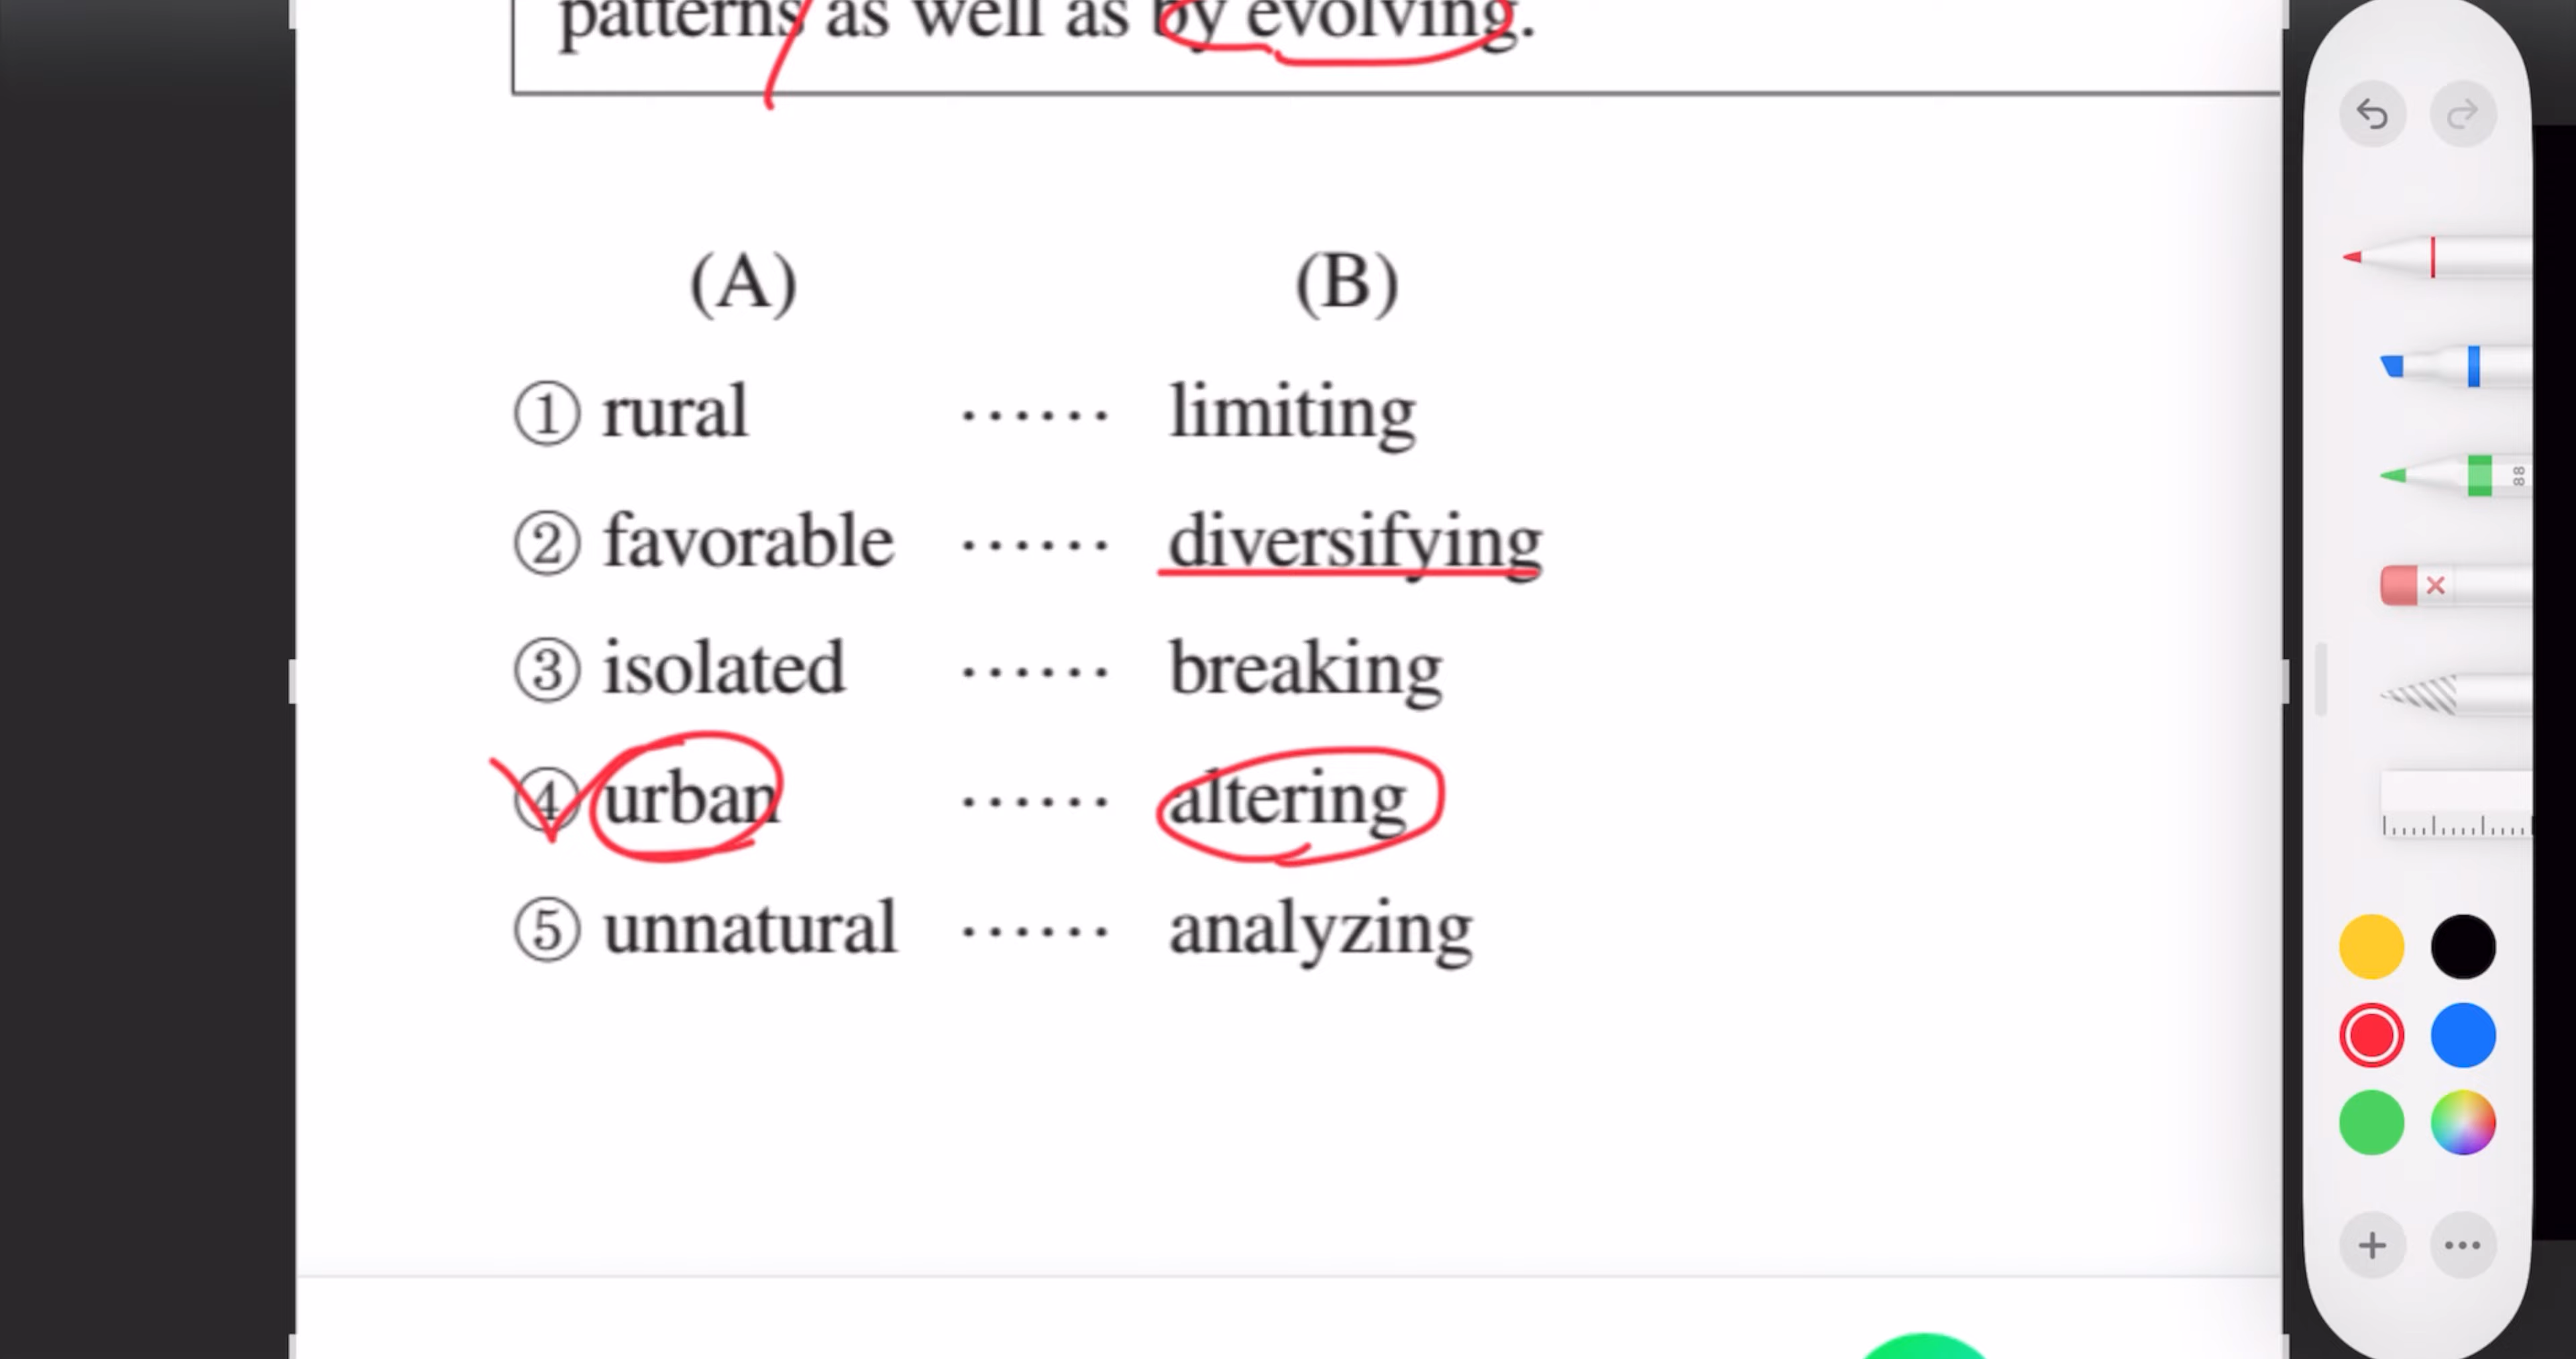 patterns as well as by evolving.
(A) (B)
① rural ...... limiting
② favorable ...... diversifying
③ isolated ...... breaking
④ urban ...... altering
⑤ unnatural ...... analyzing
88